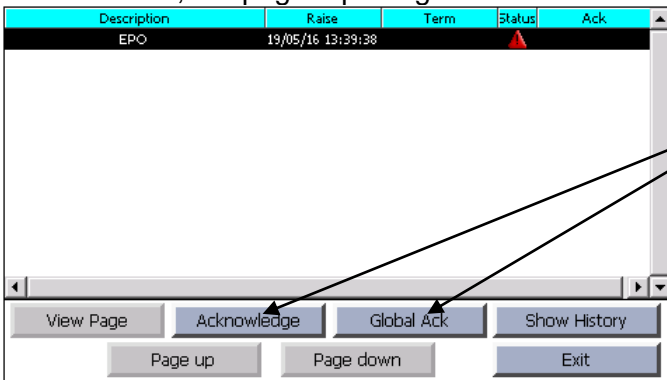 Description Raise Term Status Ack
EPO 19/05/16 13:39:38
View Page Acknowledge Global Ack Show History
Page up Page down Exit